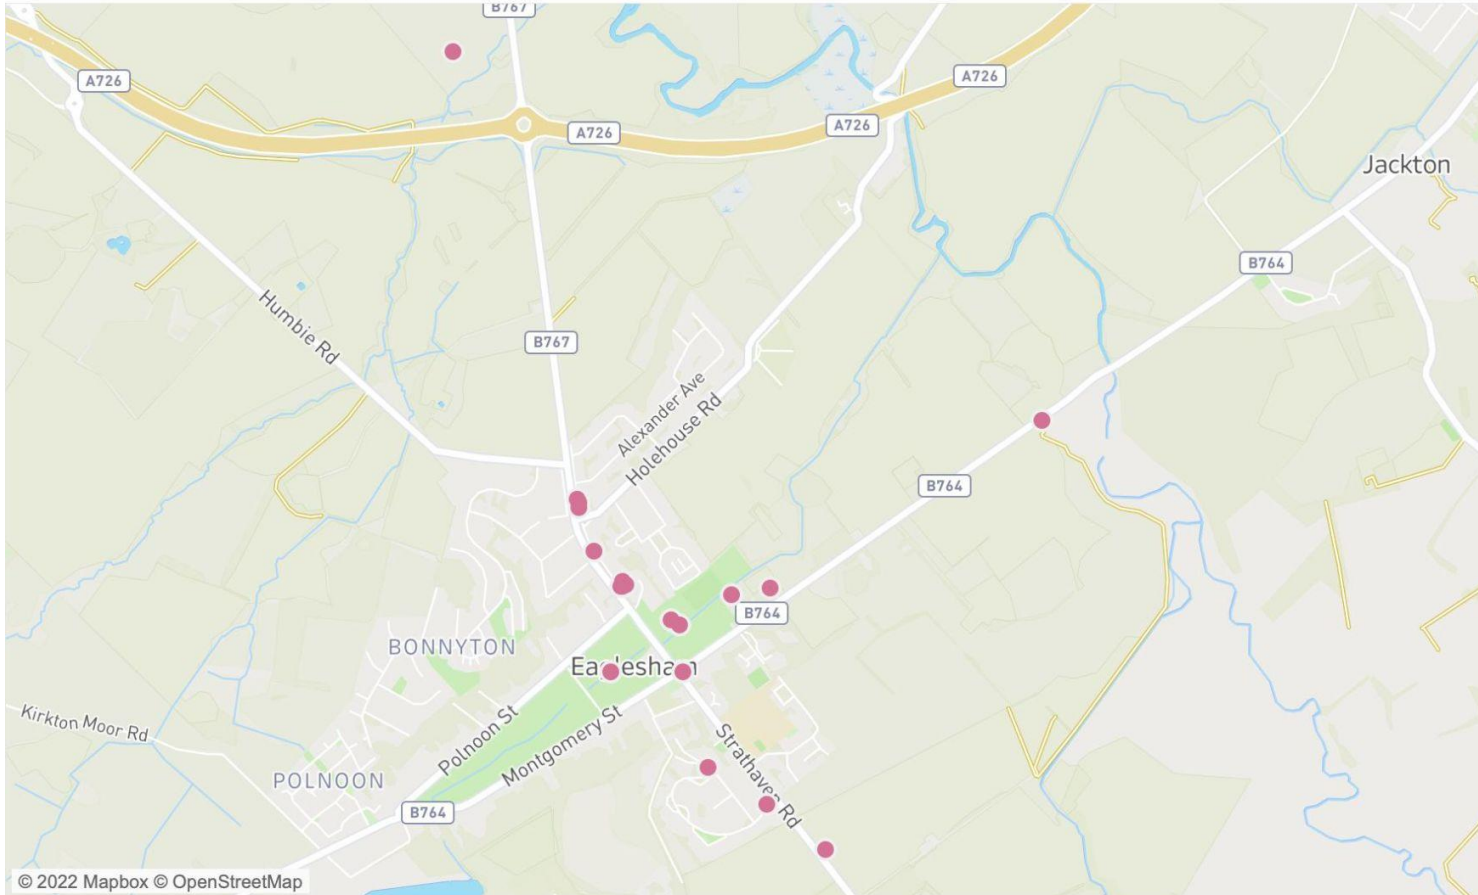 B767
A726
A726
A726
A726
Jackton
B764
Humbie Rd
B767
Alexander Ave
Holehouse Rd
B764
B764
BONNYTON
Eaglesham
Kirkton Moor Rd
Polnoon St
Montgomery St
Strathaven Rd
POLNOON
B764
© 2022 Mapbox © OpenStreetMap